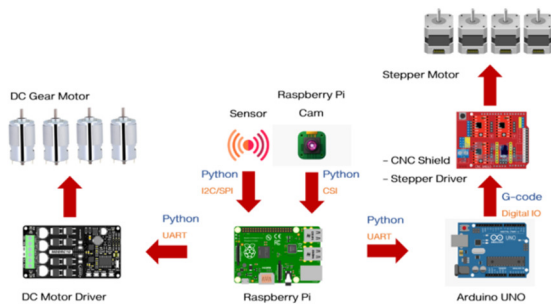 Stepper Motor
DC Gear Motor
Raspberry Pi
Sensor
Cam
- CNC Shield
- Stepper Driver
Python
I2C/SPI
Python
CSI
G-code
Digital IO
Python
UART
Python
UART
DC Motor Driver
Raspberry Pi
Arduino UNO